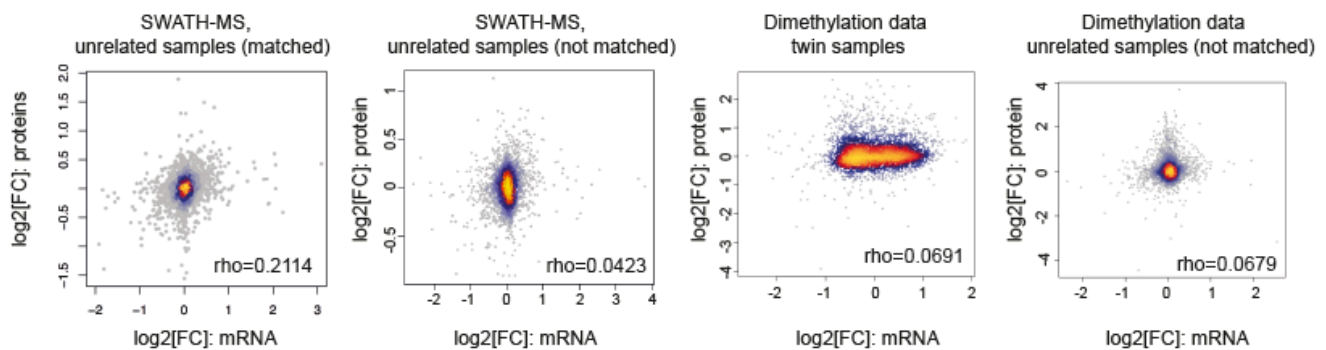 SWATH-MS,
unrelated samples (matched)
log2[FC]: proteins
2.0
1.5
1.0
0.5
-0.5
-1.5
rho=0.2114
-2 -1 0 1 2 3
log2[FC]: mRNA
SWATH-MS,
unrelated samples (not matched)
log2[FC]: protein
1
0.5
0
-0.5
rho=0.0423
-2 -1 0 1 2 3 4
log2[FC]: mRNA
Dimethylation data
twin samples
log2[FC]: protein
2
1
0
-1
-2
-3
-4
rho=0.0691
-2 -1 0 1 2
log2[FC]: mRNA
Dimethylation data
unrelated samples (not matched)
log2[FC]: protein
4
2
0
-2
-4
rho=0.0679
-2 -1 0 1 2
log2[FC]: mRNA